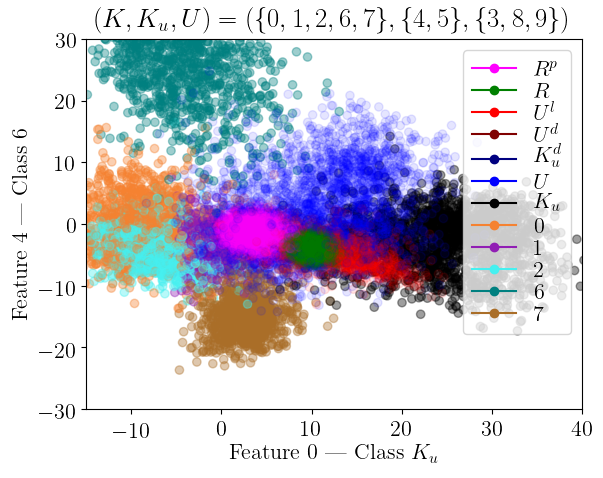 (K, K_u, U) = ({0, 1, 2, 6, 7}, {4, 5}, {3, 8, 9})
30
20
10
0
−10
−20
−30
Feature 4 — Class 6
−10
0
10
20
30
40
Feature 0 — Class K_u
R^p
R
U^l
U^d
K_u^d
U
K_u
0
1
2
6
7